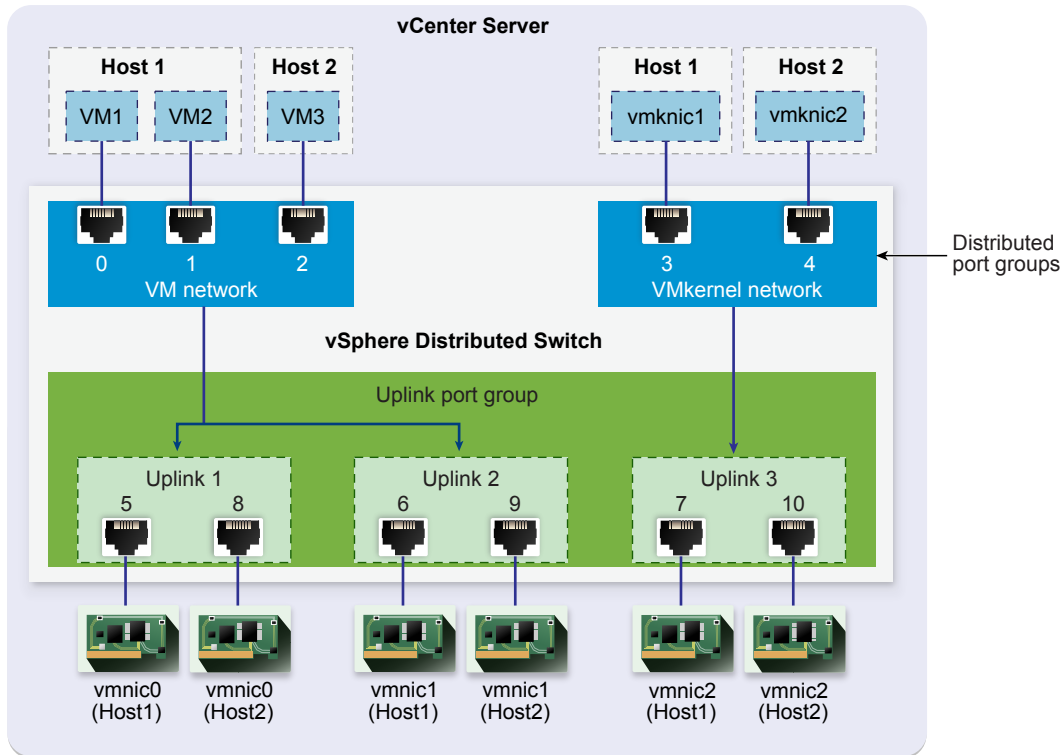 vCenter Server
Host 1
Host 2
Host 1
Host 2
VM1
VM2
VM3
vmknic1
vmknic2
0
1
2
3
4
VM network
VMkernel network
Distributed
port groups
vSphere Distributed Switch
Uplink port group
Uplink 1
Uplink 2
Uplink 3
5
8
6
9
7
10
vmnic0
(Host1)
vmnic0
(Host2)
vmnic1
(Host1)
vmnic1
(Host2)
vmnic2
(Host1)
vmnic2
(Host2)